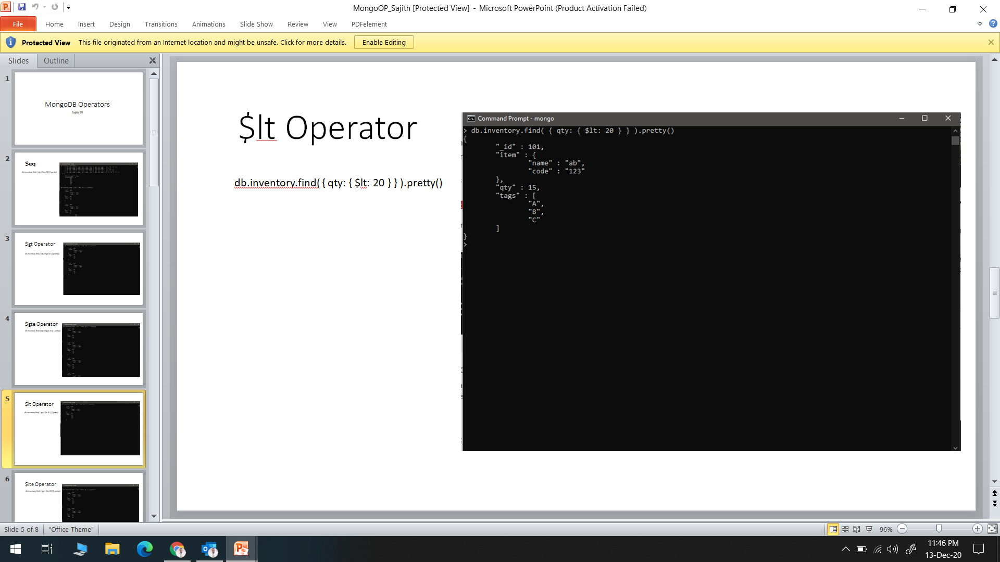 MongoOP_Sajith [Protected View] - Microsoft PowerPoint (Product Activation Failed)
File Home Insert Design Transitions Animations Slide Show Review View PDFelement
Protected View This file originated from an Internet location and might be unsafe. Click for more details. Enable Editing
Slides Outline
1
MongoDB Operators
Sajith SR
2
$eq
3
$gt Operator
4
$gte Operator
5
$lt Operator
6
$lte Operator
$lt Operator
db.inventory.find( { qty: { $lt: 20 } } ).pretty()
Command Prompt - mongo
> db.inventory.find( { qty: { $lt: 20 } } ).pretty()
{
"_id" : 101,
"item" : {
"name" : "ab",
"code" : "123"
},
"qty" : 15,
"tags" : [
"A",
"B",
"C"
]
}
>
Slide 5 of 8 "Office Theme" 96%
11:46 PM
13-Dec-20